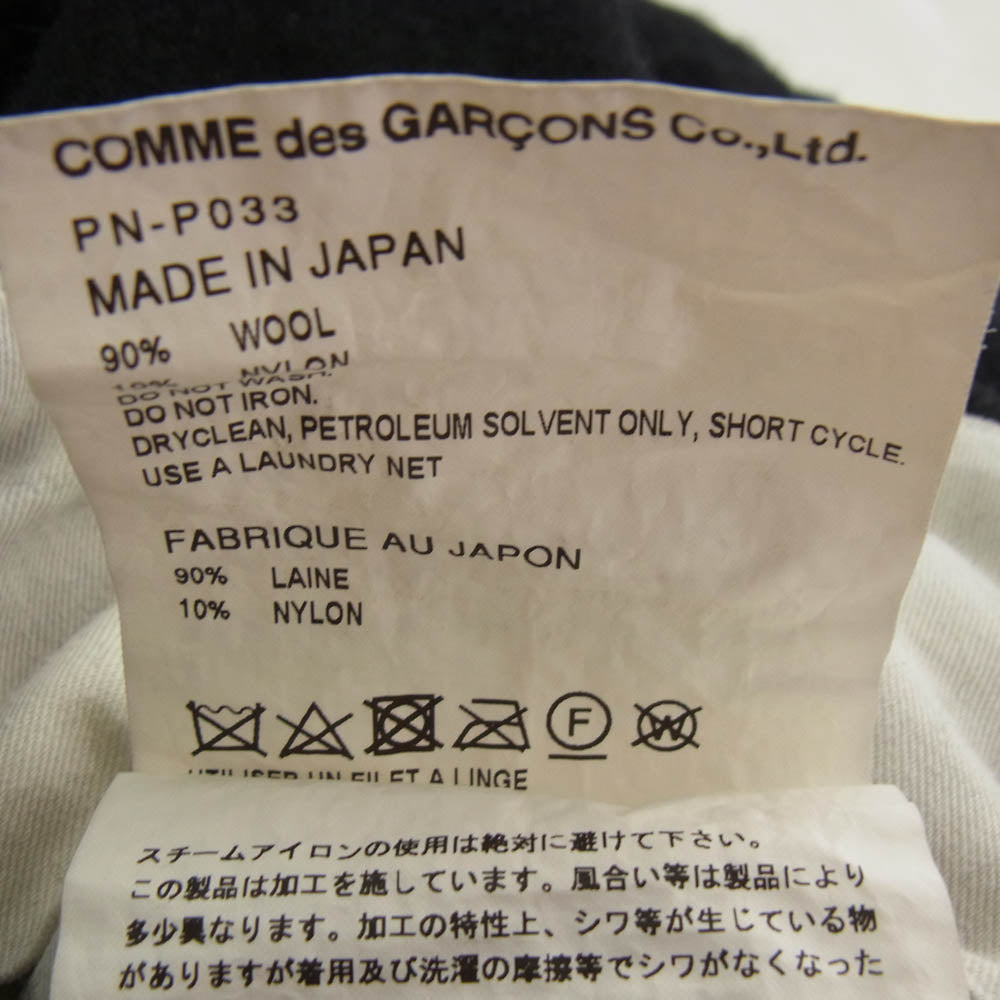 COMME des GARÇONS Co.,Ltd.
PN-P033
MADE IN JAPAN
90% WOOL
10% NYLON
DO NOT WASH.
DO NOT IRON.
DRYCLEAN, PETROLEUM SOLVENT ONLY, SHORT CYCLE.
USE A LAUNDRY NET
FABRIQUE AU JAPON
90% LAINE
10% NYLON
F W
UTILISER UN FILET A LINGE
スチームアイロンの使用は絶対に避けて下さい。
この製品は加工を施しています。風合い等は製品により
多少異なります。加工の特性上、シワ等が生じている物
がありますが着用及び洗濯の摩擦等でシワがなくなった